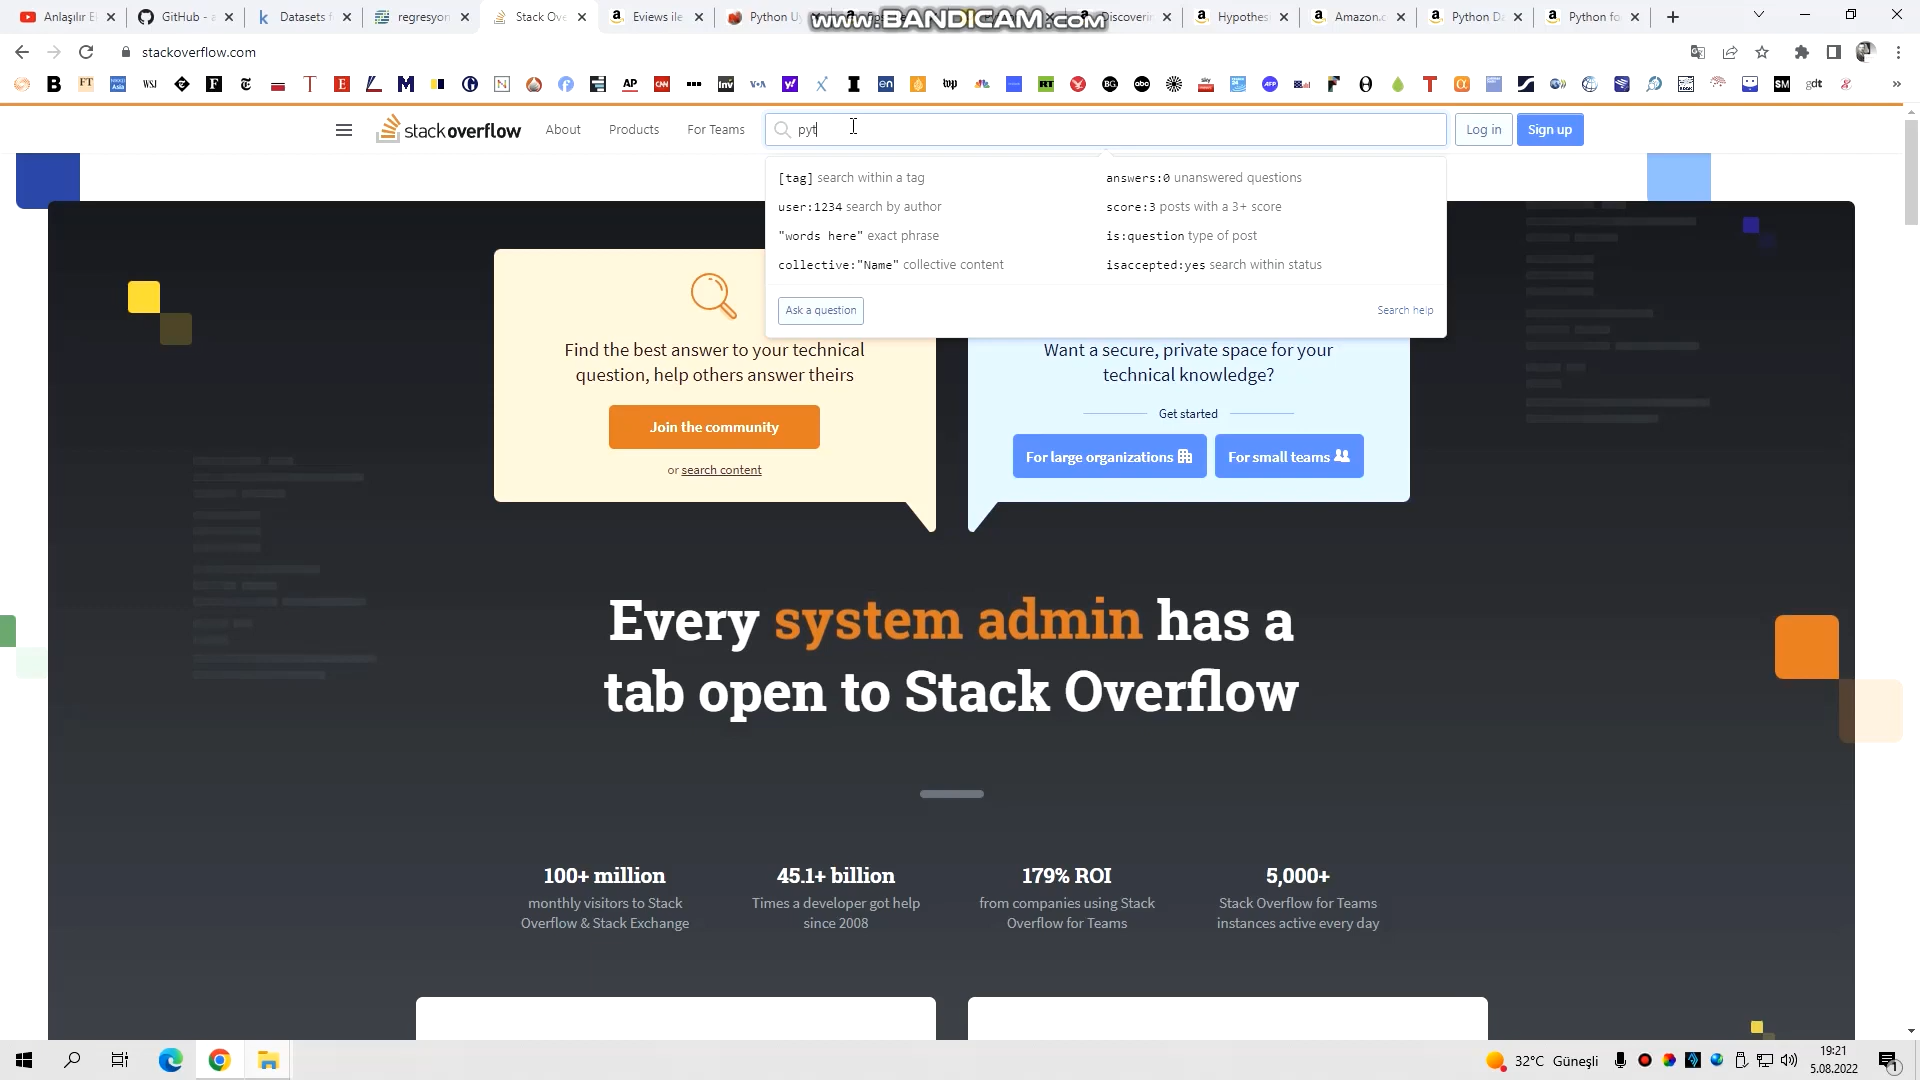 Anlaşılır E
GitHub - a
Datasets f
regresyon
Stack Ove
Eviews ile
Python U
Discoverin
Hypothes
Amazon.c
Python D
Python fo
www.BANDICAM.com
stackoverflow.com
stackoverflow
About
Products
For Teams
pyt
Log in
Sign up
[tag] search within a tag
answers:0 unanswered questions
user:1234 search by author
score:3 posts with a 3+ score
"words here" exact phrase
is:question type of post
collective:"Name" collective content
isaccepted:yes search within status
Ask a question
Search help
Find the best answer to your technical
question, help others answer theirs
Join the community
or search content
Want a secure, private space for your
technical knowledge?
Get started
For large organizations
For small teams
Every system admin has a
tab open to Stack Overflow
100+ million
monthly visitors to Stack
Overflow & Stack Exchange
45.1+ billion
Times a developer got help
since 2008
179% ROI
from companies using Stack
Overflow for Teams
5,000+
Stack Overflow for Teams
instances active every day
32°C Güneşli
19:21
5.08.2022